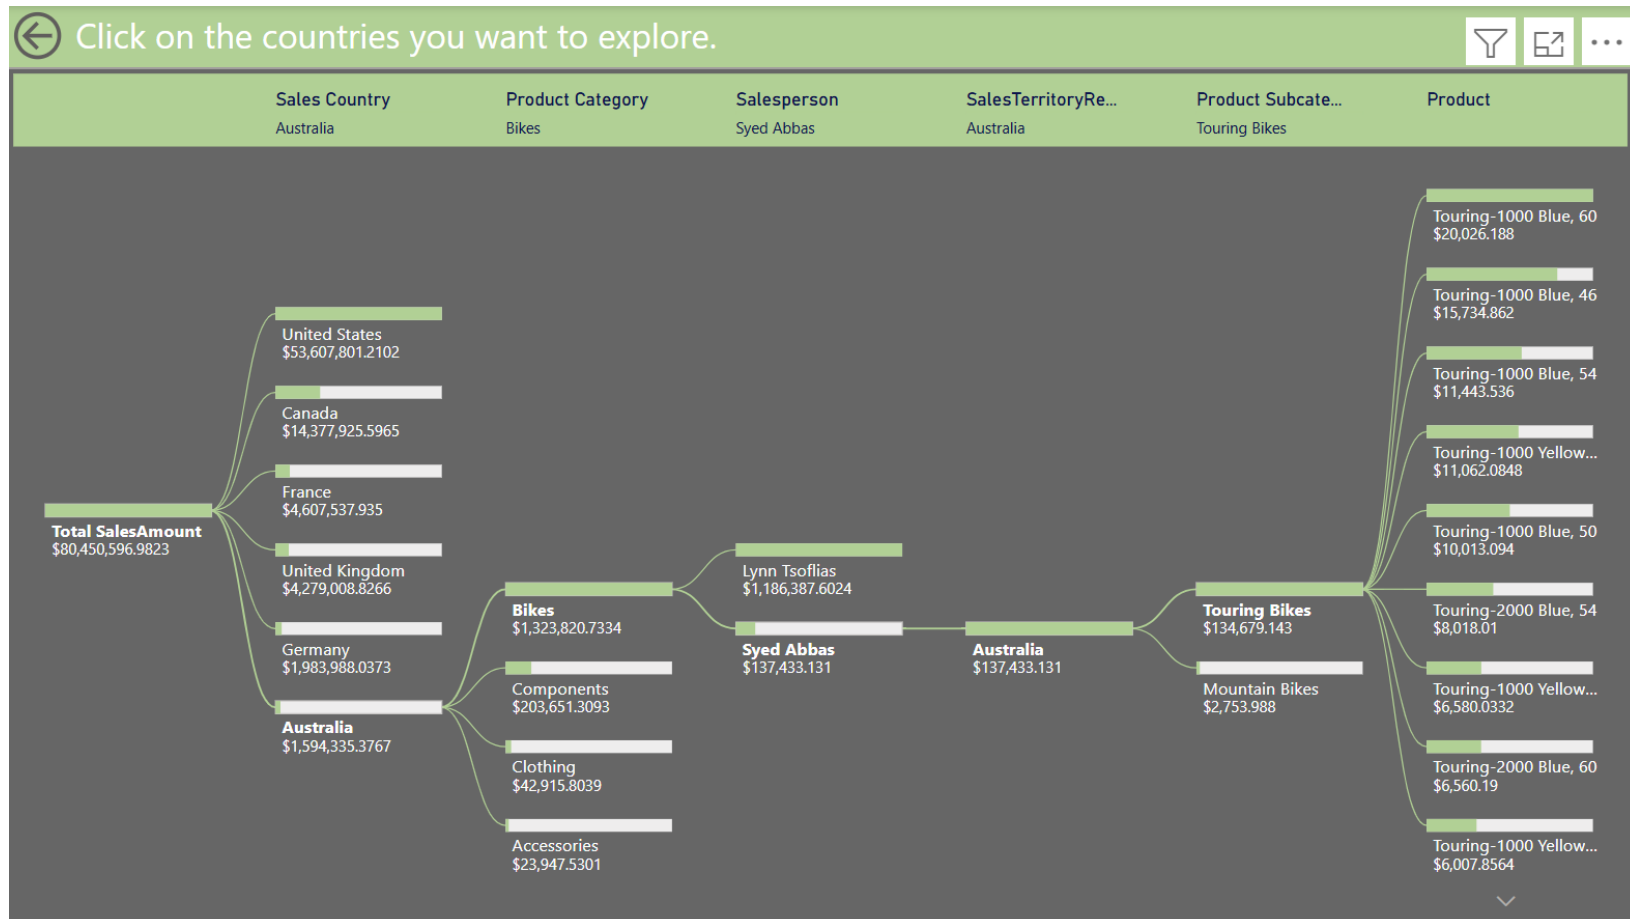 Click on the countries you want to explore.
Sales Country
Australia
Product Category
Bikes
Salesperson
Syed Abbas
SalesTerritoryRe...
Australia
Product Subcate...
Touring Bikes
Product
Total SalesAmount
$80,450,596.9823
United States
$53,607,801.2102
Canada
$14,377,925.5965
France
$4,607,537.935
United Kingdom
$4,279,008.8266
Germany
$1,983,988.0373
Australia
$1,594,335.3767
Bikes
$1,323,820.7334
Components
$203,651.3093
Clothing
$42,915.8039
Accessories
$23,947.5301
Lynn Tsoflias
$1,186,387.6024
Syed Abbas
$137,433.131
Australia
$137,433.131
Touring Bikes
$134,679.143
Mountain Bikes
$2,753.988
Touring-1000 Blue, 60
$20,026.188
Touring-1000 Blue, 46
$15,734.862
Touring-1000 Blue, 54
$11,443.536
Touring-1000 Yellow...
$11,062.0848
Touring-1000 Blue, 50
$10,013.094
Touring-2000 Blue, 54
$8,018.01
Touring-1000 Yellow...
$6,580.0332
Touring-2000 Blue, 60
$6,560.19
Touring-1000 Yellow...
$6,007.8564